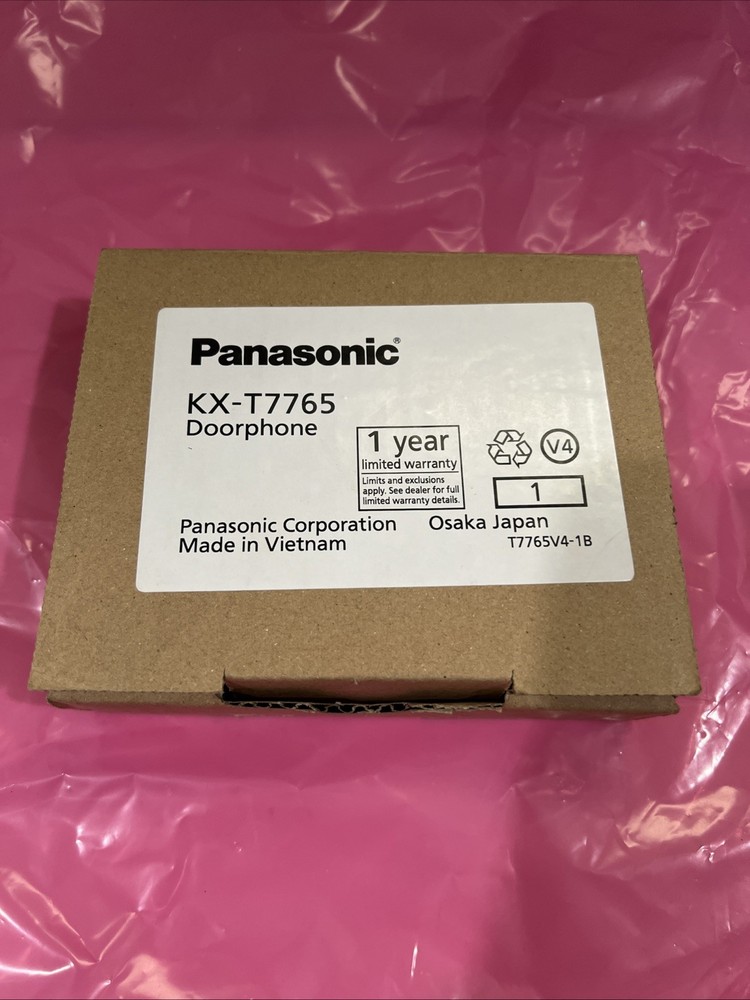 Panasonic®
KX-T7765
Doorphone
1 year
limited warranty
Limits and exclusions
apply. See dealer for full
limited warranty details.
V4
1
Panasonic Corporation Osaka Japan
Made in Vietnam
T7765V4-1B